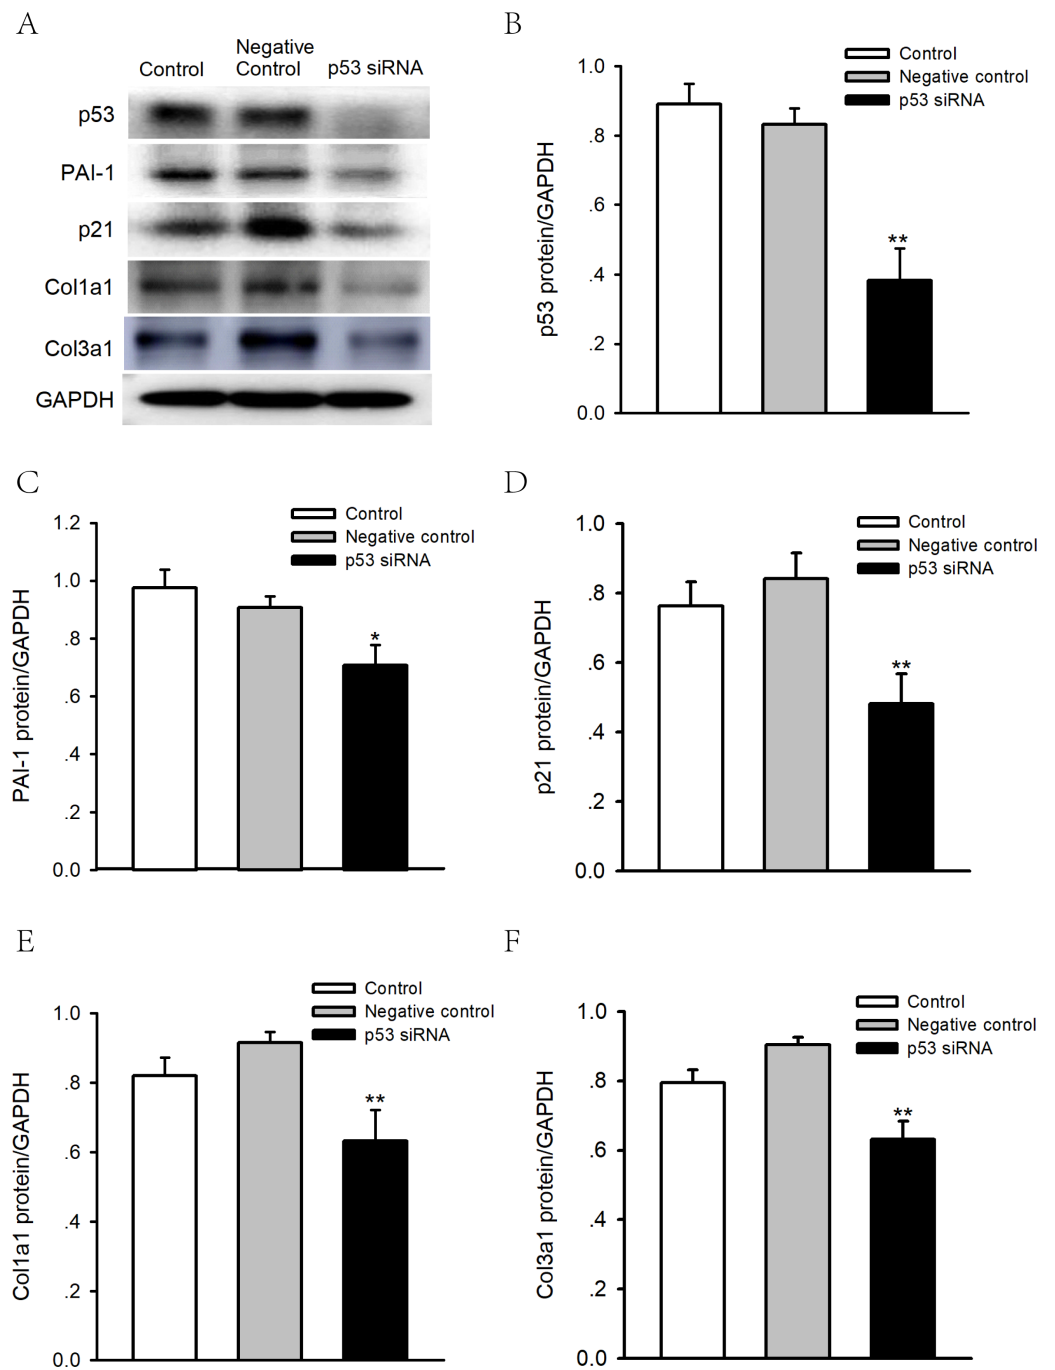 A
Control
Negative
Control
p53 siRNA
p53
PAI-1
p21
Col1a1
Col3a1
GAPDH
B
Control
Negative control
p53 siRNA
1.0
.8
.6
.4
.2
0.0
p53 protein/GAPDH
**
C
Control
Negative control
p53 siRNA
1.2
1.0
.8
.6
.4
.2
0.0
PAI-1 protein/GAPDH
*
D
Control
Negative control
p53 siRNA
1.0
0.8
.6
.4
.2
0.0
p21 protein/GAPDH
**
E
Control
Negative control
p53 siRNA
1.0
.8
.6
.4
.2
0.0
Col1a1 protein/GAPDH
**
F
Control
Negative control
p53 siRNA
1.0
.8
.6
.4
.2
0.0
Col3a1 protein/GAPDH
**